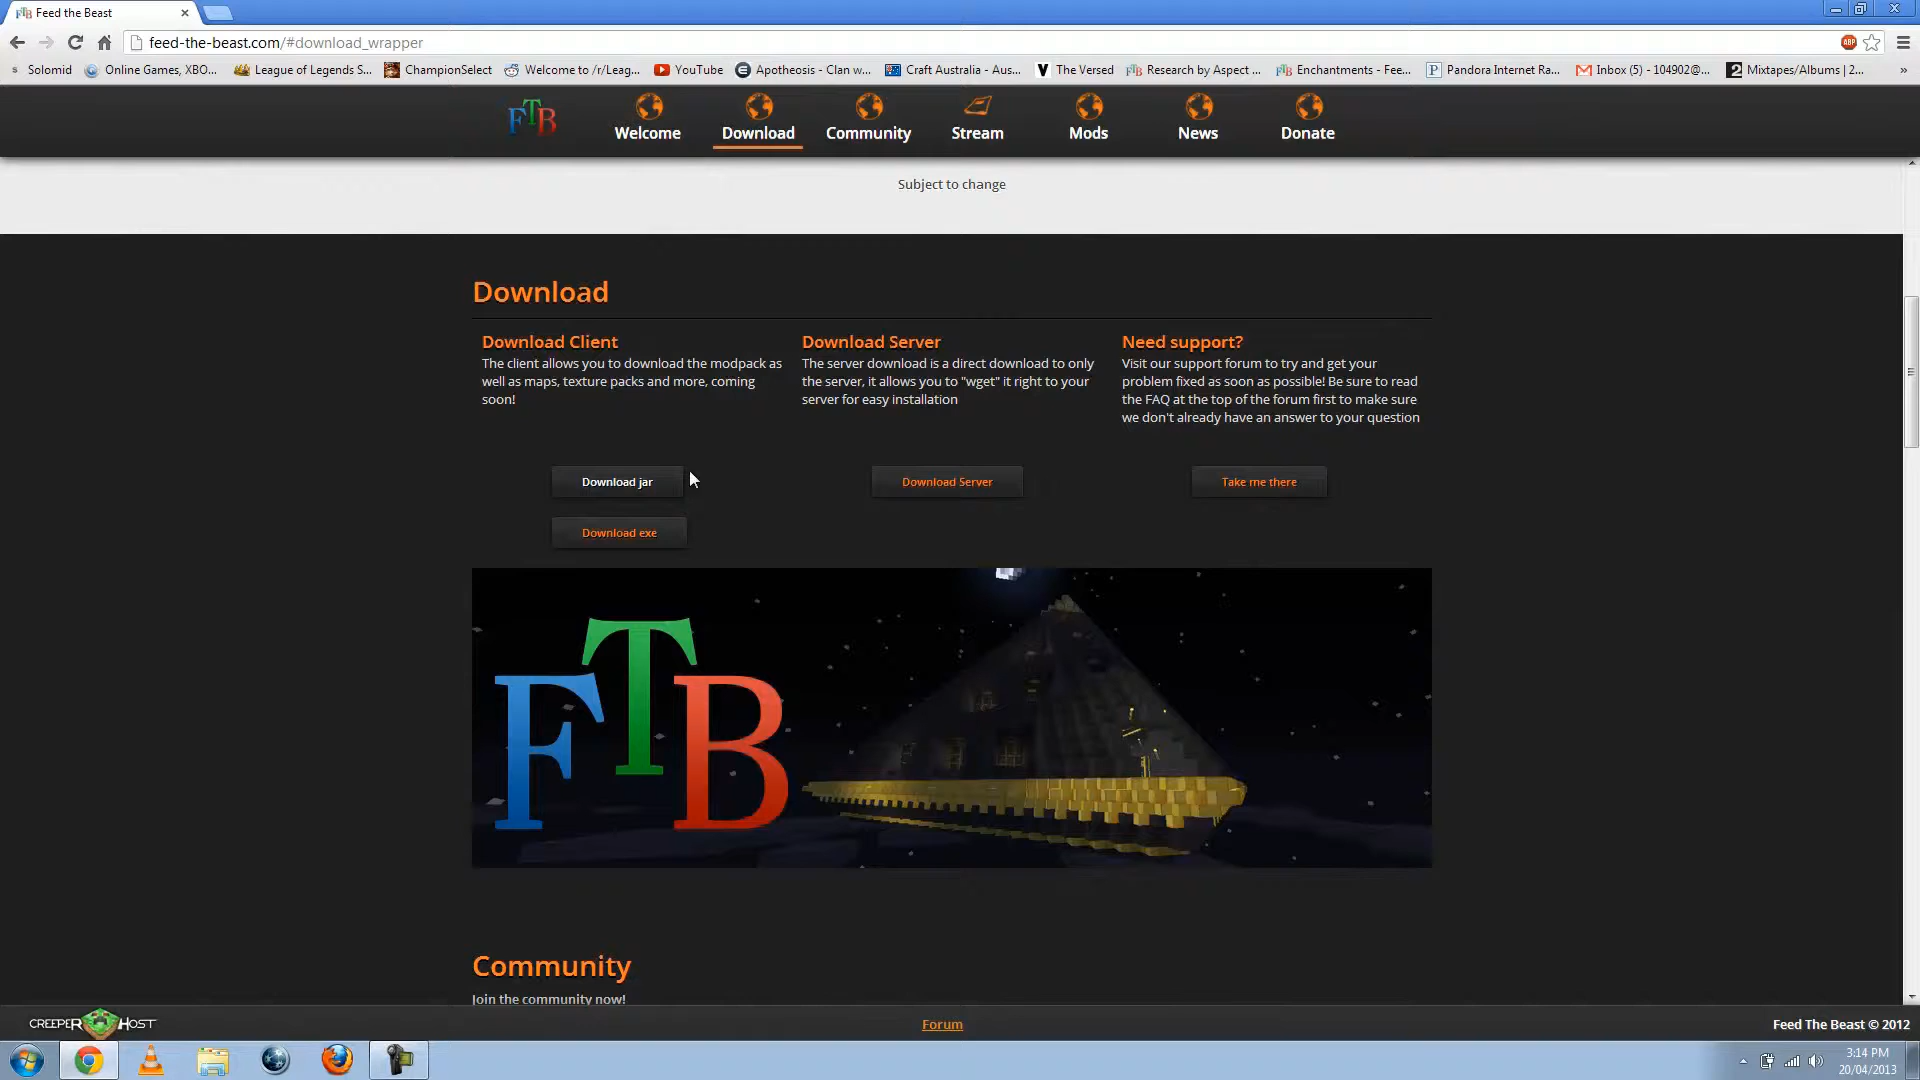 Feed the Beast
feed-the-beast.com/#download_wrapper
ABP
Solomid
Online Games, XBO...
League of Legends S...
ChampionSelect
Welcome to /r/Leag...
YouTube
Apotheosis - Clan w...
Craft Australia - Aus...
The Versed
Research by Aspect ...
Enchantments - Fee...
Pandora Internet Ra...
Inbox (5) - 104902@...
Mixtapes/Albums | 2...
»
FTB
Welcome
Download
Community
Stream
Mods
News
Donate
Subject to change
Download
Download Client
The client allows you to download the modpack as
well as maps, texture packs and more, coming
soon!
Download jar
Download exe
Download Server
The server download is a direct download to only
the server, it allows you to "wget" it right to your
server for easy installation
Download Server
Need support?
Visit our support forum to try and get your
problem fixed as soon as possible! Be sure to read
the FAQ at the top of the forum first to make sure
we don't already have an answer to your question
Take me there
FTB
Community
Join the community now!
CREEPER HOST
Forum
Feed The Beast © 2012
3:14 PM
20/04/2013